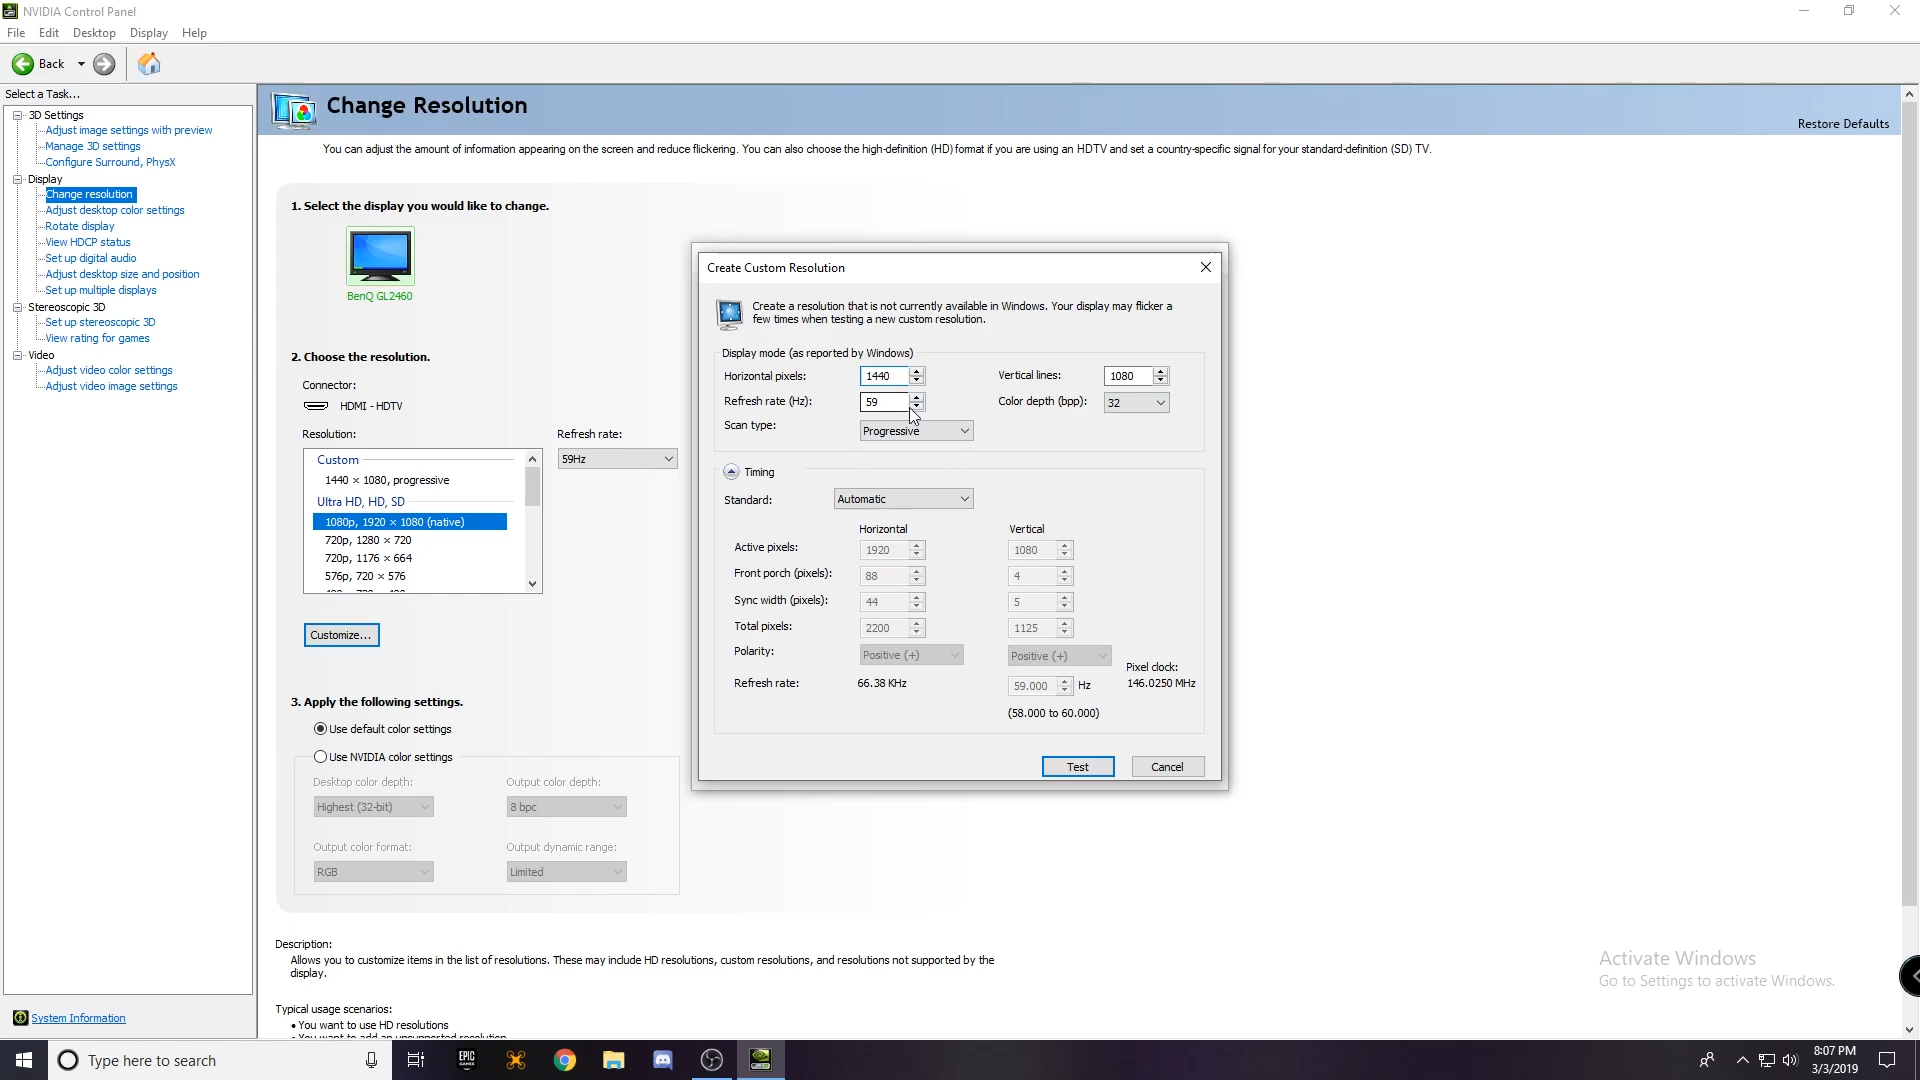 NVIDIA Control Panel
File Edit Desktop Display Help
Back
Select a Task...
3D Settings
Adjust image settings with preview
Manage 3D settings
Configure Surround, PhysX
Display
Change resolution
Adjust desktop color settings
Rotate display
View HDCP status
Set up digital audio
Adjust desktop size and position
Set up multiple displays
Stereoscopic 3D
Set up stereoscopic 3D
View rating for games
Video
Adjust video color settings
Adjust video image settings
System Information
Change Resolution
Restore Defaults
You can adjust the amount of information appearing on the screen and reduce flickering. You can also choose the high-definition (HD) format if you are using an HDTV and set a country-specific signal for your standard-definition (SD) TV.
1. Select the display you would like to change.
BenQ GL2460
2. Choose the resolution.
Connector:
HDMI - HDTV
Resolution:
Refresh rate:
59Hz
Custom
1440 × 1080, progressive
Ultra HD, HD, SD
1080p, 1920 × 1080 (native)
720p, 1280 × 720
720p, 1176 × 664
576p, 720 × 576
Customize...
3. Apply the following settings.
Use default color settings
Use NVIDIA color settings
Desktop color depth:
Output color depth:
Highest (32-bit)
8 bpc
Output color format:
Output dynamic range:
RGB
Limited
Description:
Allows you to customize items in the list of resolutions. These may include HD resolutions, custom resolutions, and resolutions not supported by the
display.
Typical usage scenarios:
• You want to use HD resolutions
Create Custom Resolution
Create a resolution that is not currently available in Windows. Your display may flicker a
few times when testing a new custom resolution.
Display mode (as reported by Windows)
Horizontal pixels: 1440 Vertical lines: 1080
Refresh rate (Hz): 59 Color depth (bpp): 32
Scan type: Progressive
Timing
Standard: Automatic
Horizontal Vertical
Active pixels: 1920 1080
Front porch (pixels): 88 4
Sync width (pixels): 44 5
Total pixels: 2200 1125
Polarity: Positive (+) Positive (+)
Pixel clock:
Refresh rate: 66.38 KHz 59.000 Hz 146.0250 MHz
(58.000 to 60.000)
Test Cancel
Activate Windows
Go to Settings to activate Windows.
Type here to search
EPIC GAMES
8:07 PM
3/3/2019